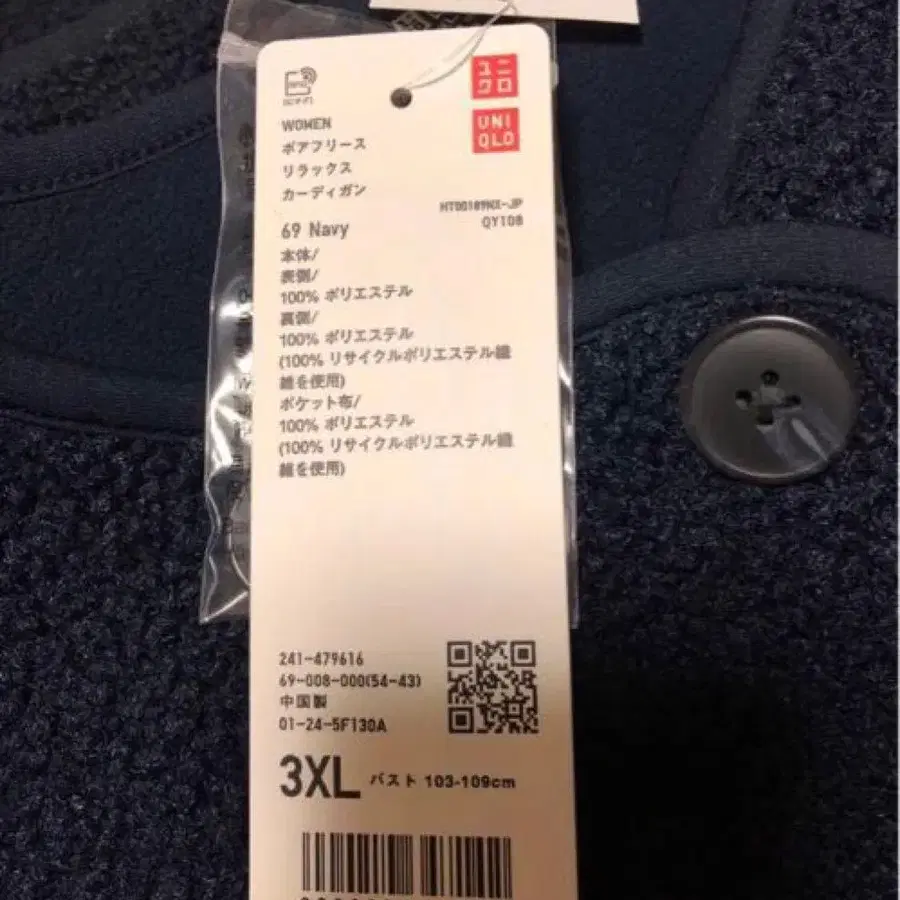 ユニ
クロ
UNI
QLO
WOMEN
ボアフリース
リラックス
カーディガン
HT00189NX-JP
QY108
69 Navy
本体/
表側/
100% ポリエステル
裏側/
100% ポリエステル
(100% リサイクルポリエステル繊
維を使用)
ポケット布/
100% ポリエステル
(100% リサイクルポリエステル繊
維を使用)
241-479616
69-008-000(54-43)
中国製
01-24-5F130A
3XL バスト 103-109cm